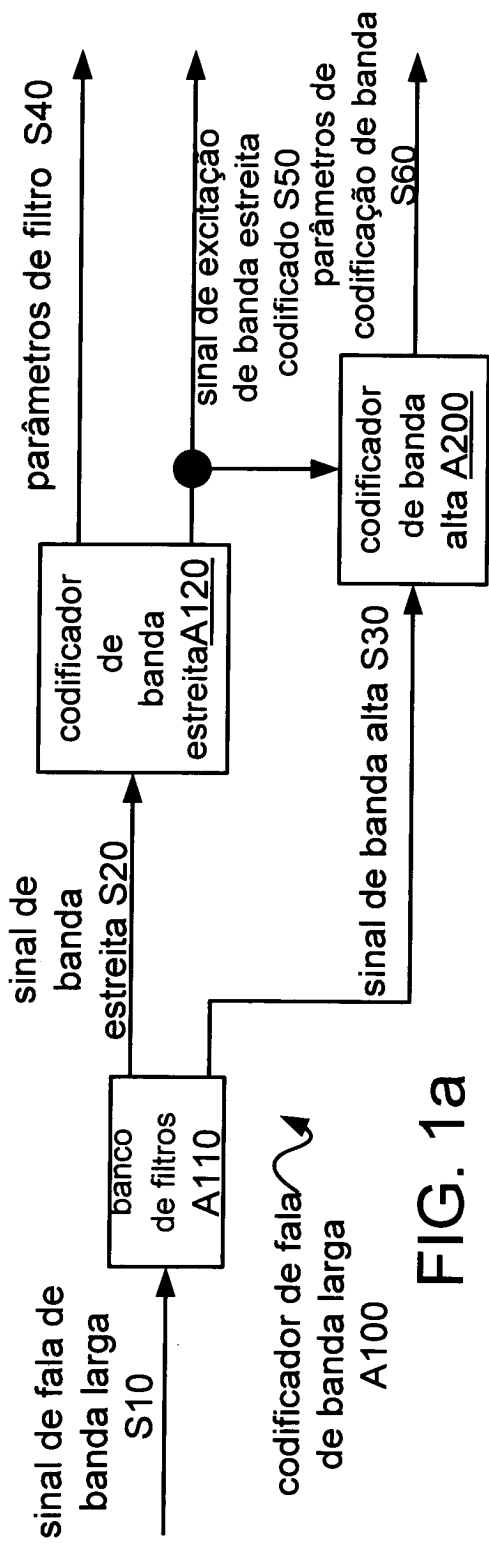 sinal de fala de
banda larga
S10
banco
de filtros
A110
sinal de
banda
estreita S20
codificador
de
banda
estreitaA120
parâmetros de filtro S40
sinal de excitação
de banda estreita
codificado S50
sinal de banda alta S30
codificador
de banda
alta A200
parâmetros de
codificação de banda
S60
codificador de fala
de banda larga
A100
FIG. 1a